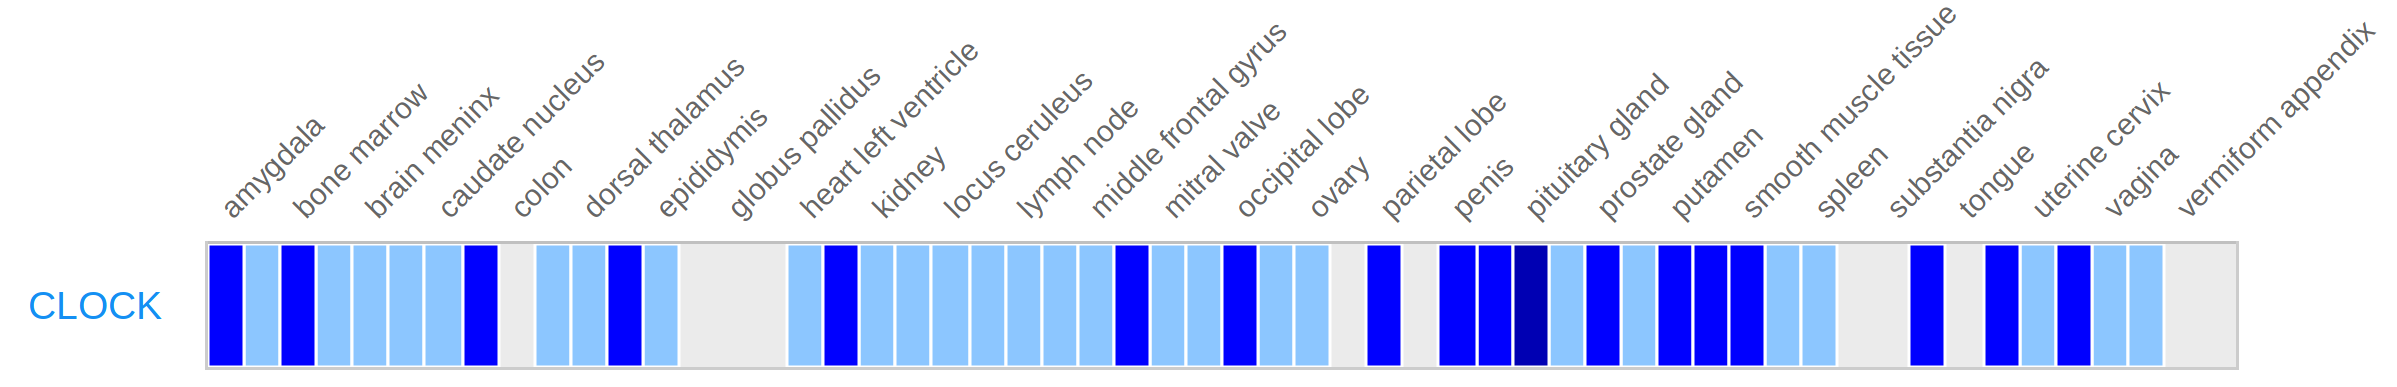 amygdala
bone marrow
brain meninx
caudate nucleus
colon
dorsal thalamus
epididymis
globus pallidus
heart left ventricle
kidney
locus ceruleus
lymph node
middle frontal gyrus
mitral valve
occipital lobe
ovary
parietal lobe
penis
pituitary gland
prostate gland
putamen
smooth muscle tissue
spleen
substantia nigra
tongue
uterine cervix
vagina
vermiform appendix
CLOCK